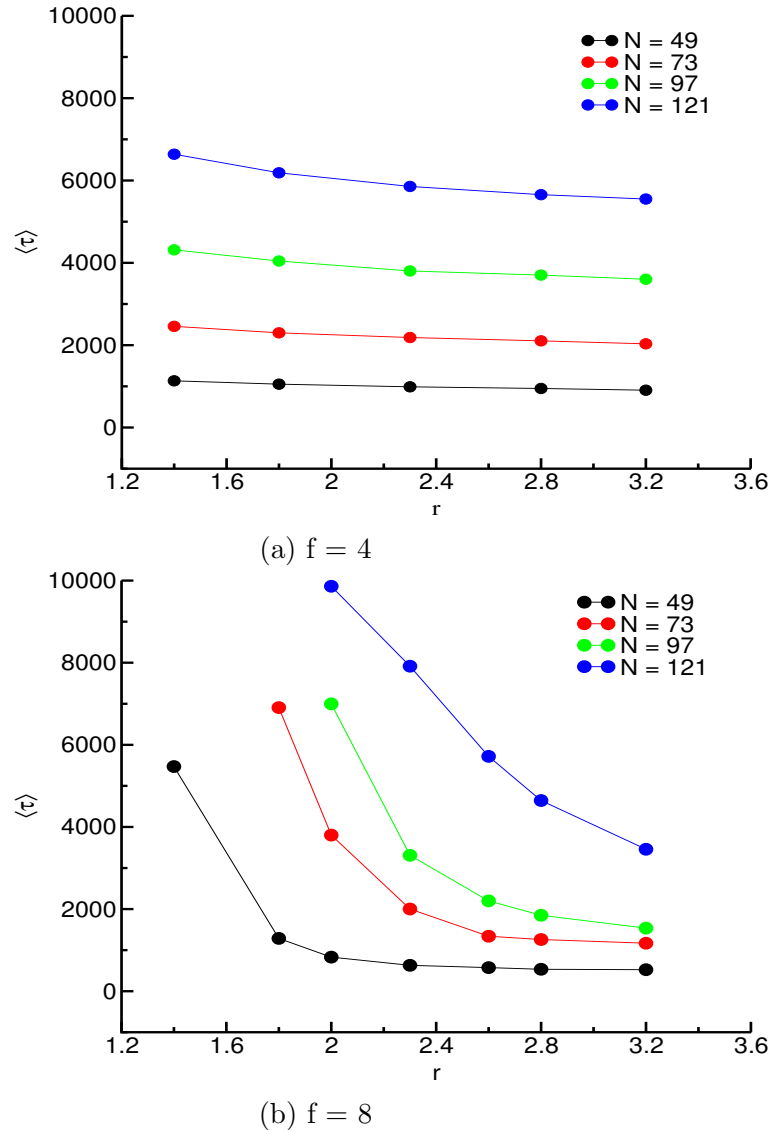 10000
8000
6000
4000
2000
0
⟨τ⟩
N = 49
N = 73
N = 97
N = 121
1.2 1.6 2 2.4 2.8 3.2 3.6
r
(a) f = 4
10000
8000
6000
4000
2000
0
⟨τ⟩
N = 49
N = 73
N = 97
N = 121
1.2 1.6 2 2.4 2.8 3.2 3.6
r
(b) f = 8